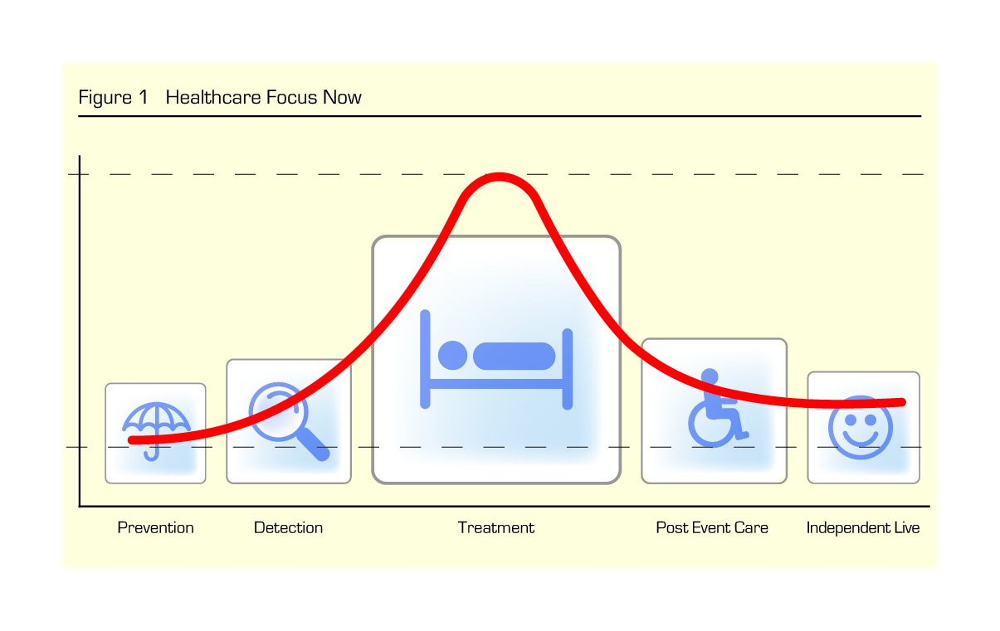 Figure 1 Healthcare Focus Now
Prevention Detection Treatment Post Event Care Independent Live